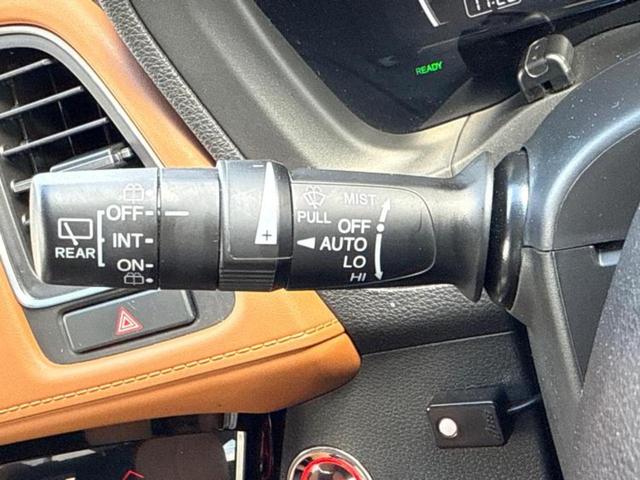 READY
REAR
OFF
INT
ON
− 
+
PULL
MIST
OFF
AUTO
LO
HI